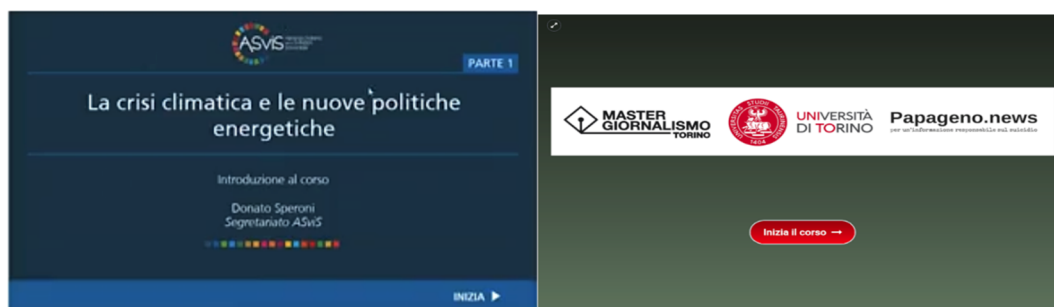 ASviS
PARTE 1
La crisi climatica e le nuove politiche
energetiche
Introduzione al corso
Donato Speroni
Segretariato ASviS
INIZIA
MASTER
GIORNALISMO
TORINO
UNIVERSITÀ
DI TORINO
1404
Papageno.news
per un'informazione responsabile sul suicidio
Inizia il corso →